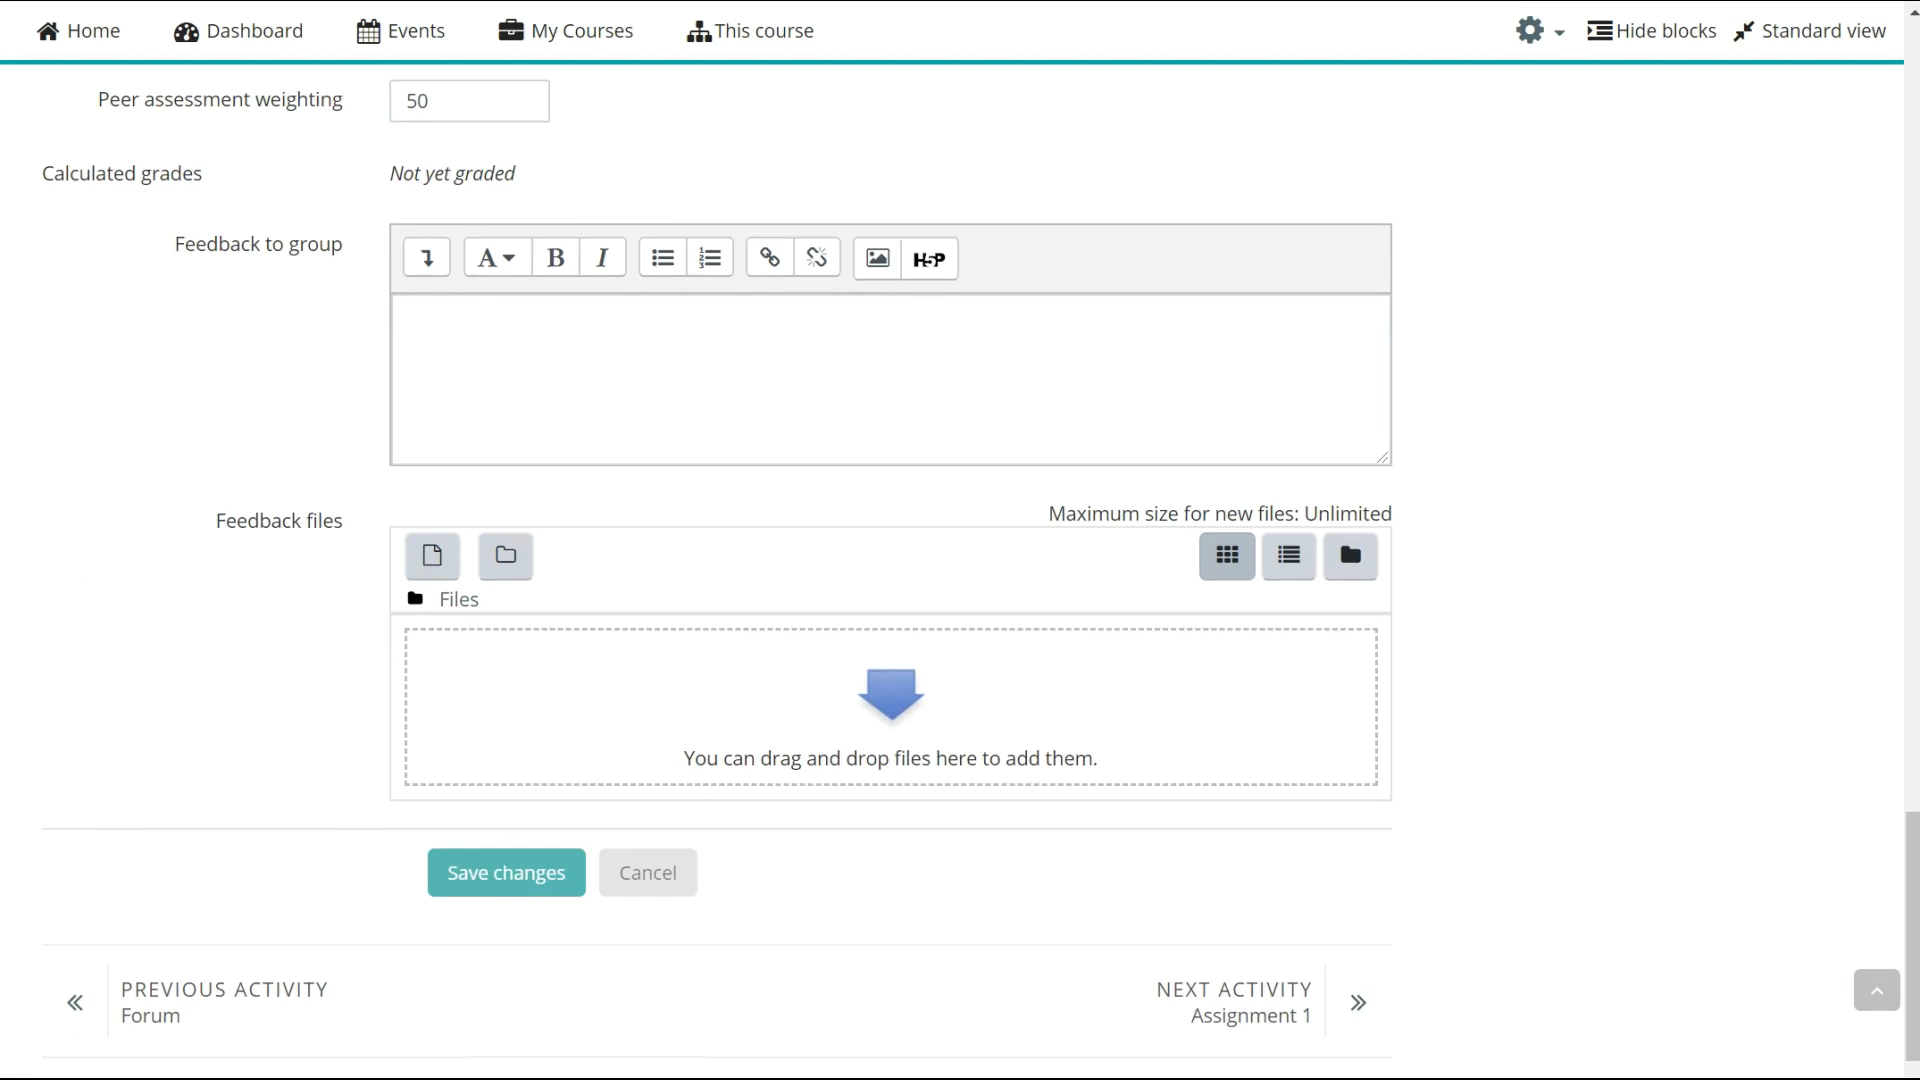 Home Dashboard Events My Courses This course Hide blocks Standard view
Peer assessment weighting 50
Calculated grades Not yet graded
Feedback to group
A B I H5P
Feedback files
Maximum size for new files: Unlimited
Files
You can drag and drop files here to add them.
Save changes Cancel
PREVIOUS ACTIVITY
Forum
NEXT ACTIVITY
Assignment 1